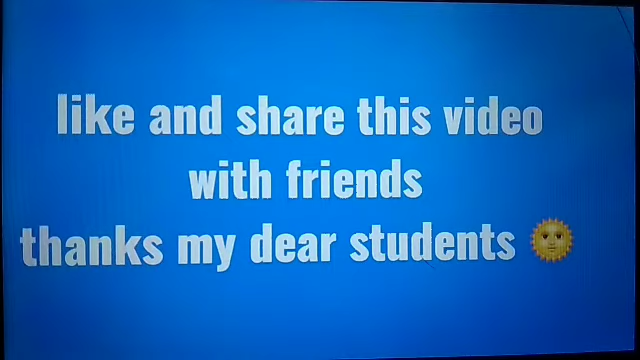 like and share this video
with friends
thanks my dear students 🌞